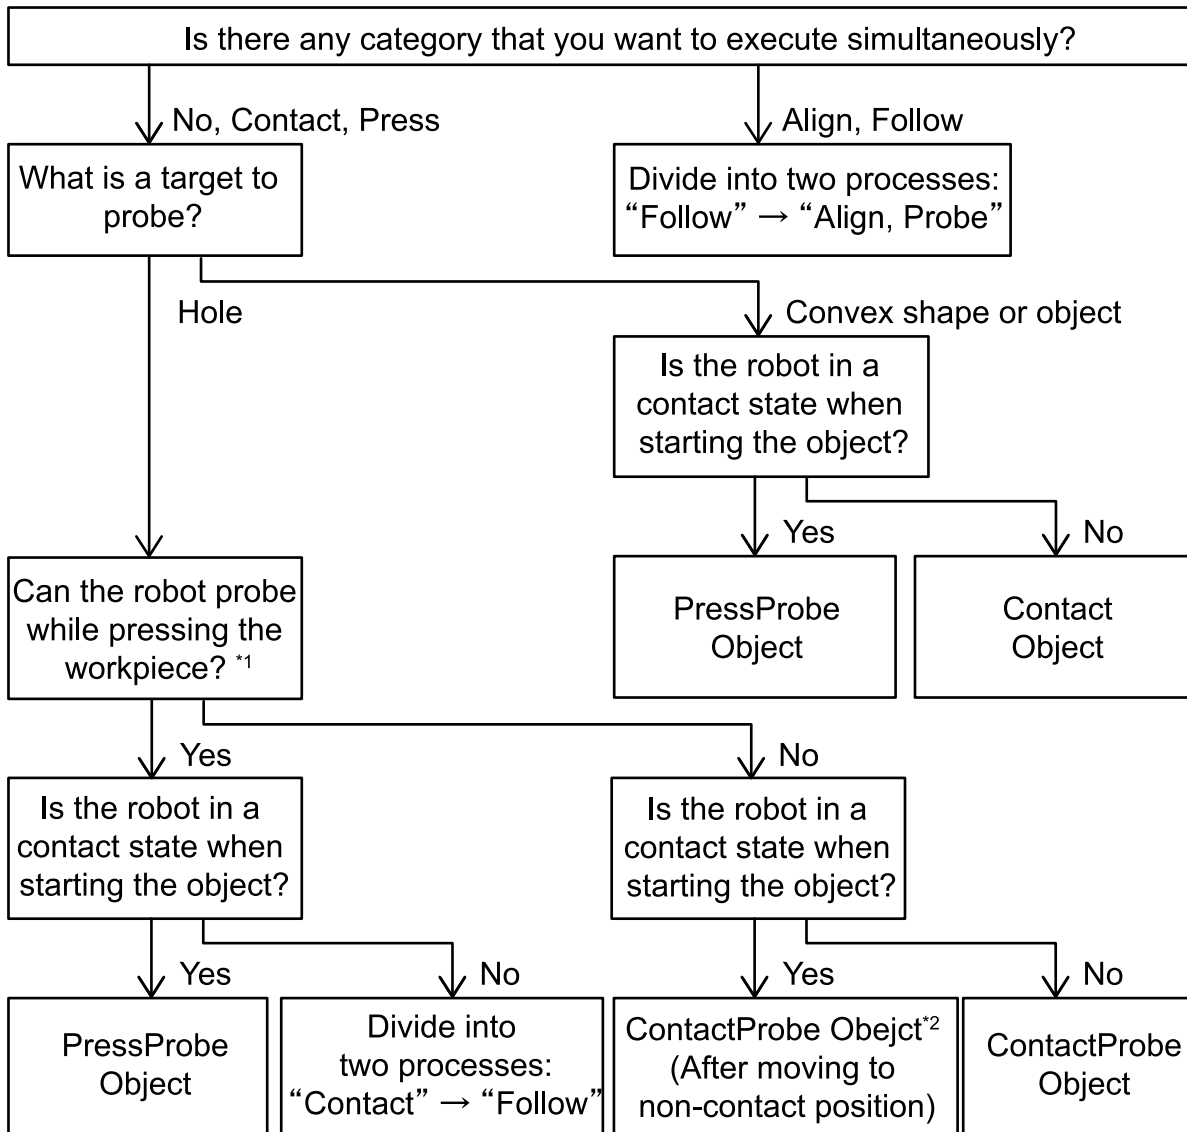 Is there any category that you want to execute simultaneously?
No, Contact, Press
Align, Follow
What is a target to
probe?
Divide into two processes:
“Follow” → “Align, Probe”
Hole
Convex shape or object
Is the robot in a
contact state when
starting the object?
Yes
No
Can the robot probe
while pressing the
workpiece? *1
PressProbe
Object
Contact
Object
Yes
No
Is the robot in a
contact state when
starting the object?
Is the robot in a
contact state when
starting the object?
Yes
No
Yes
No
PressProbe
Object
Divide into
two processes:
“Contact” → “Follow”
ContactProbe Obejct*2
(After moving to
non-contact position)
ContactProbe
Object